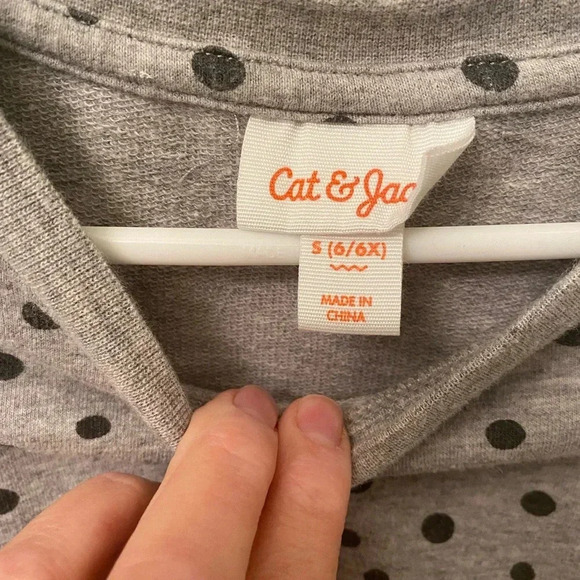 Cat & Jac
S (6/6X)
MADE IN
CHINA